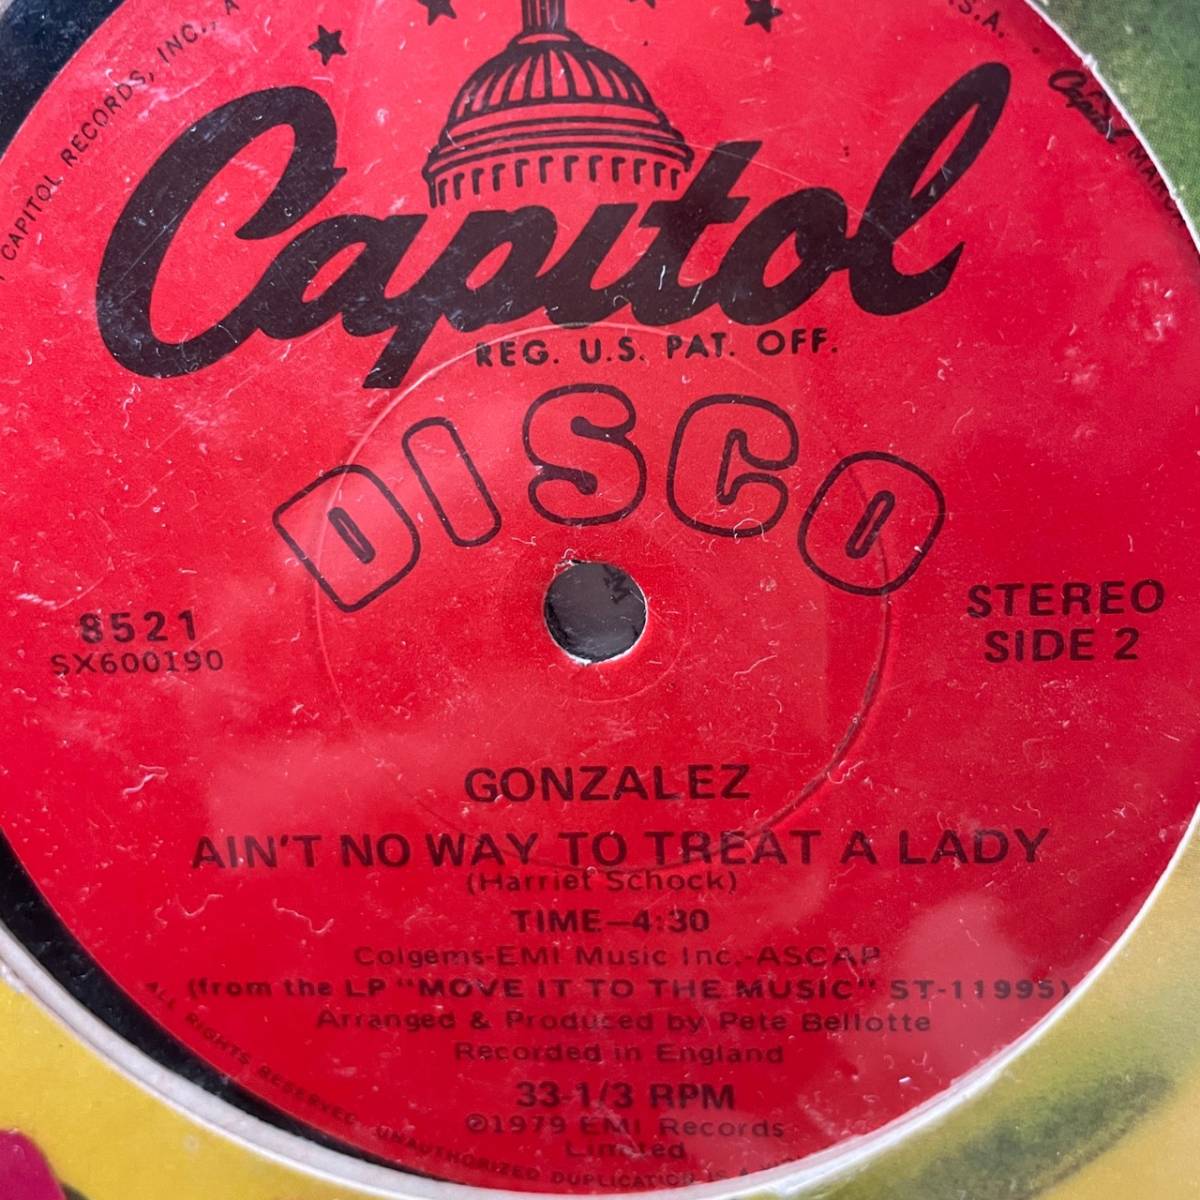 CAPITOL RECORDS, INC., A
U.S.A.
Capitol
REG. U.S. PAT. OFF.
DISCO
8521
SX600190
STEREO
SIDE 2
GONZALEZ
AIN'T NO WAY TO TREAT A LADY
(Harriet Schock)
TIME—4:30
Colgems-EMI Music Inc.-ASCAP
(from the LP "MOVE IT TO THE MUSIC" ST-11995)
Arranged & Produced by Pete Bellotte
Recorded in England
33-1/3 RPM
℗1979 EMI Records
Limited
ALL RIGHTS RESERVED. UNAUTHORIZED DUPLICATION IS A
Capitol